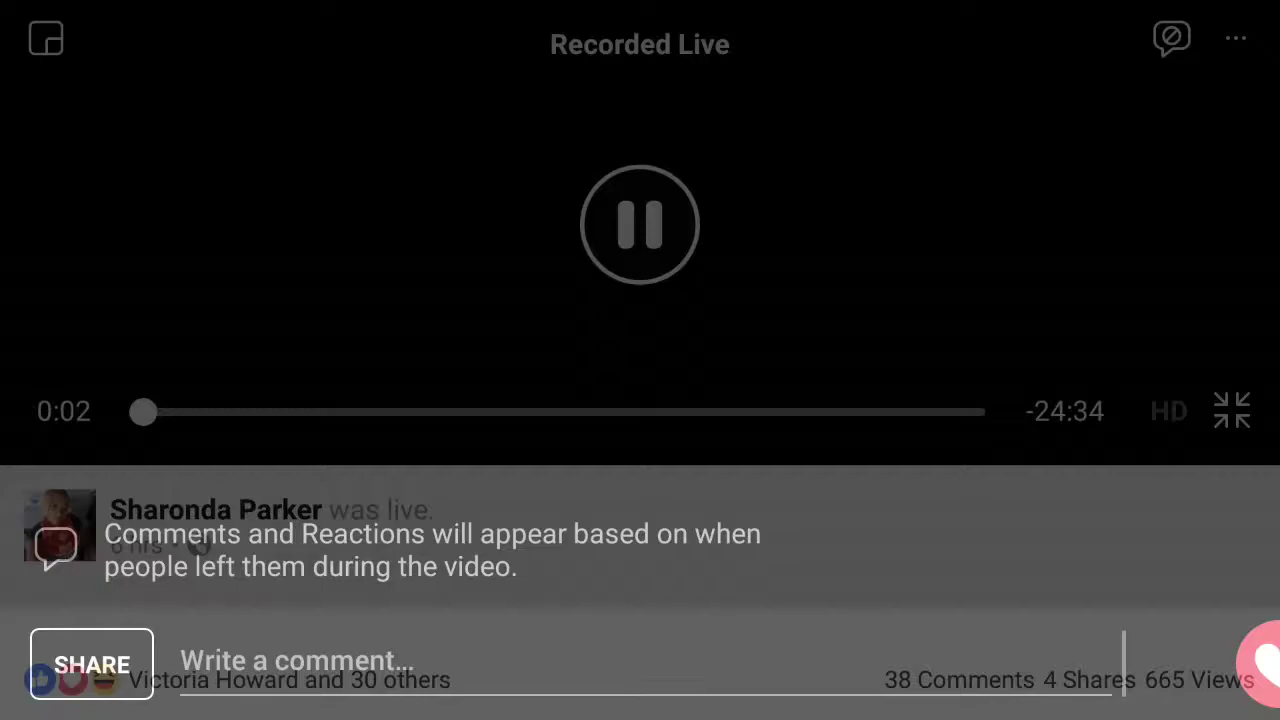 Recorded Live
0:02
-24:34
HD
Sharonda Parker was live.
6 hrs
Comments and Reactions will appear based on when
people left them during the video.
SHARE
Write a comment...
Victoria Howard and 30 others
38 Comments 4 Shares 665 Views